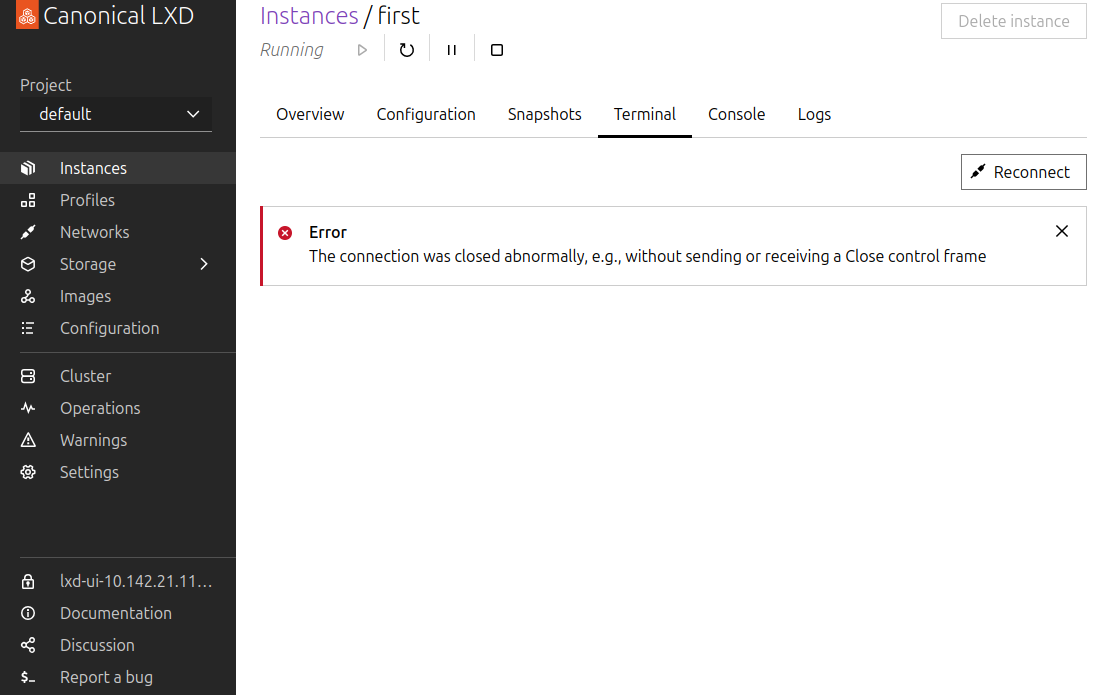 Canonical LXD
Project
default
Instances
Profiles
Networks
Storage
Images
Configuration
Cluster
Operations
Warnings
Settings
lxd-ui-10.142.21.11...
Documentation
Discussion
Report a bug
Instances / first
Delete instance
Running
Overview Configuration Snapshots Terminal Console Logs
Reconnect
Error
The connection was closed abnormally, e.g., without sending or receiving a Close control frame